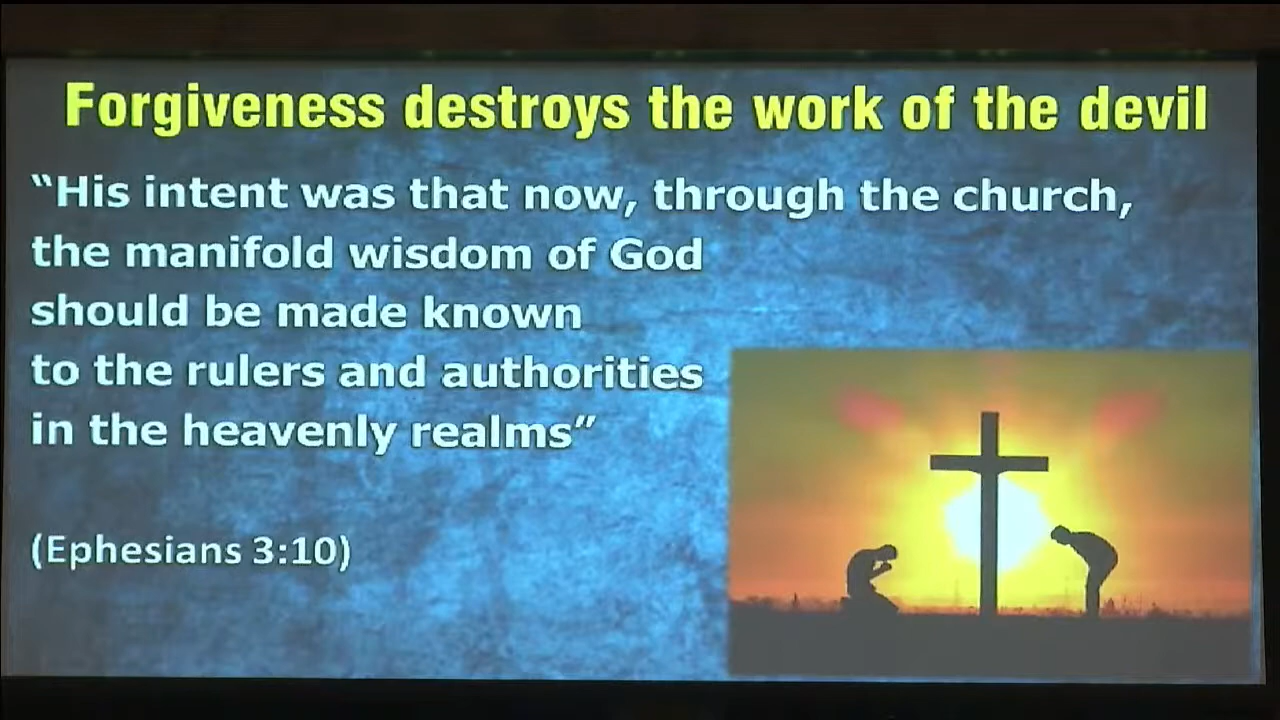 Forgiveness destroys the work of the devil
“His intent was that now, through the church,
the manifold wisdom of God
should be made known
to the rulers and authorities
in the heavenly realms”
(Ephesians 3:10)